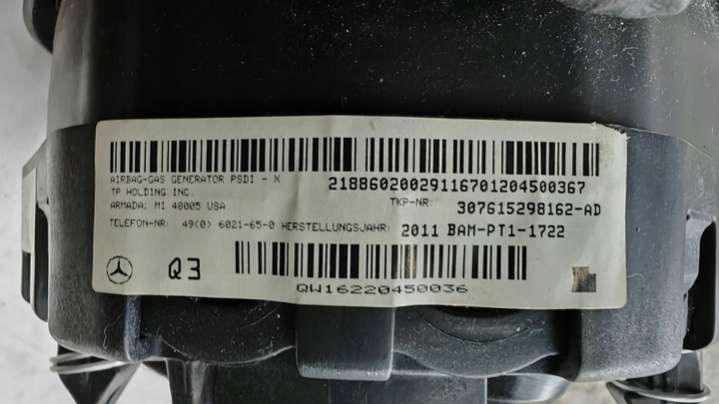 AIRBAG-GAS GENERATOR PSDI - X
21886020029116701204500367
TP HOLDING INC.
TKP-NR: 307615298162-AD
ARMADA, MI 48005 USA
TELEFON-NR: 49(0) 6021-65-0 HERSTELLUNGSJAHR: 2011 BAM-PT1-1722
Q3
QW16220450036